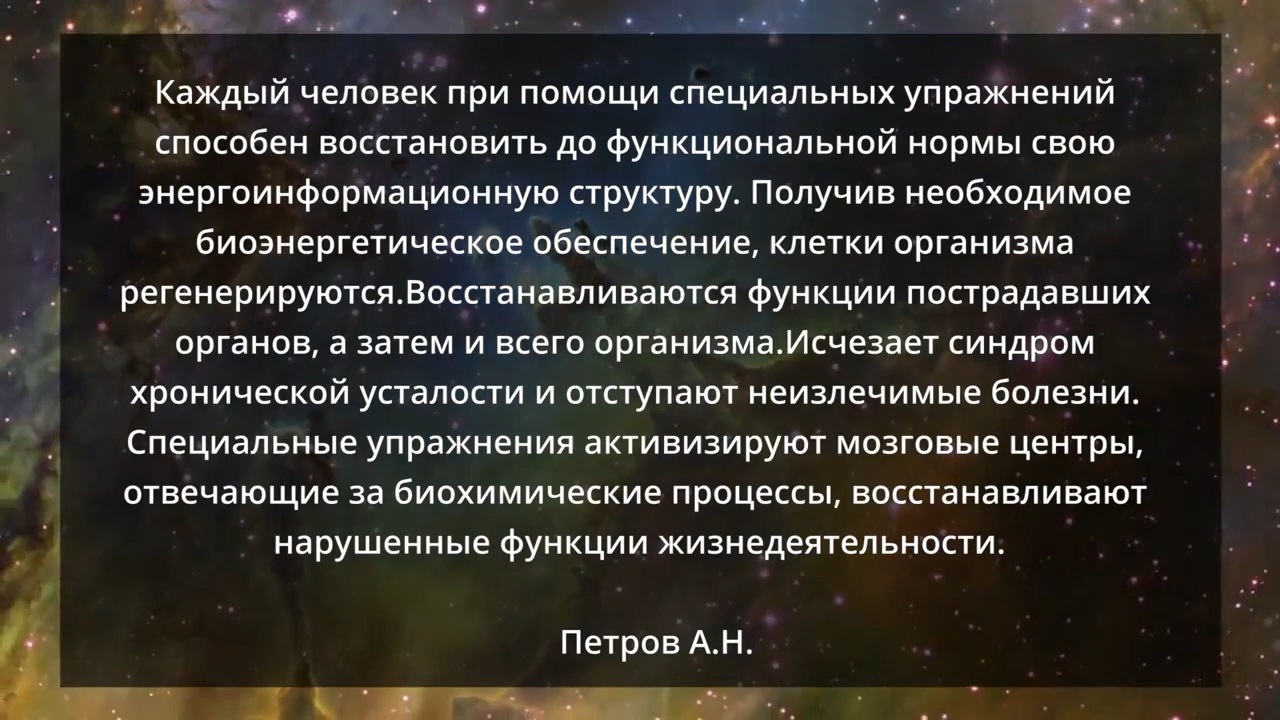 Каждый человек при помощи специальных упражнений
способен восстановить до функциональной нормы свою
энергоинформационную структуру. Получив необходимое
биоэнергетическое обеспечение, клетки организма
регенерируются.Восстанавливаются функции пострадавших
органов, а затем и всего организма.Исчезает синдром
хронической усталости и отступают неизлечимые болезни.
Специальные упражнения активизируют мозговые центры,
отвечающие за биохимические процессы, восстанавливают
нарушенные функции жизнедеятельности.
Петров А.Н.